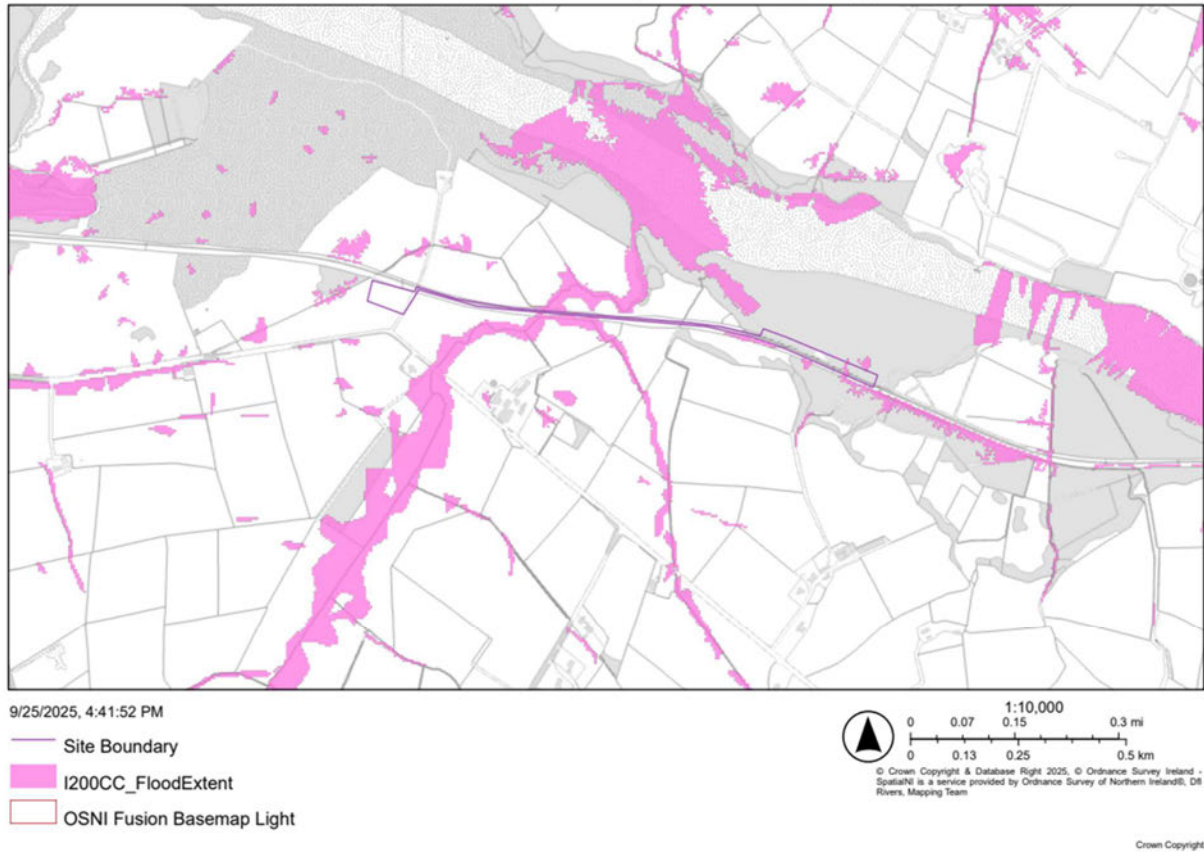 9/25/2025, 4:41:52 PM
Site Boundary
I200CC_FloodExtent
OSNI Fusion Basemap Light
1:10,000
0 0.07 0.15 0.3 mi
0 0.13 0.25 0.5 km
© Crown Copyright & Database Right 2025, © Ordnance Survey Ireland -
SpatialNI is a service provided by Ordnance Survey of Northern Ireland®, DfI
Rivers, Mapping Team
Crown Copyright